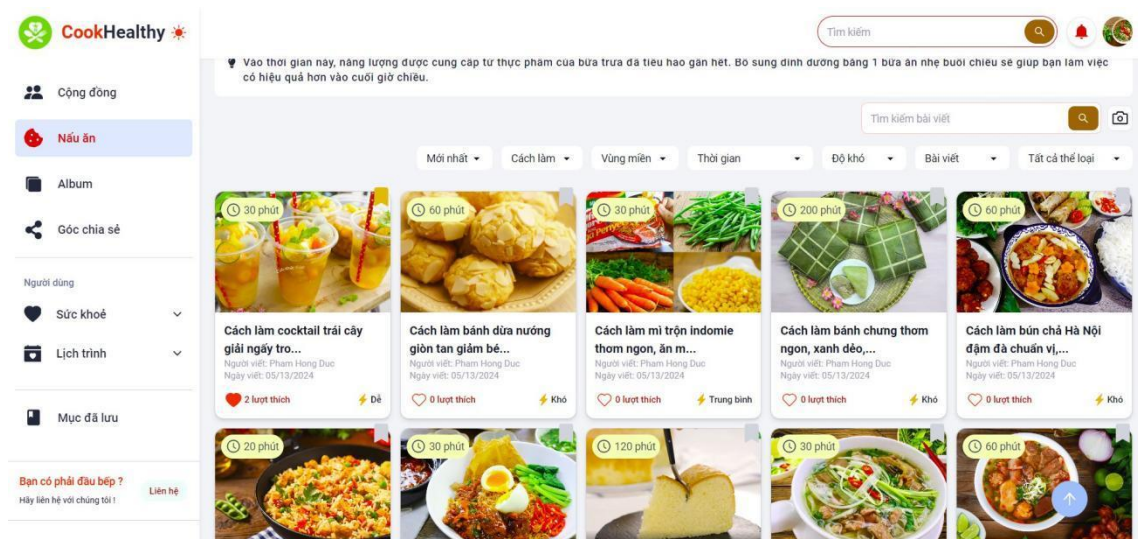 CookHealthy
Tìm kiếm
Cộng đồng
Nấu ăn
Album
Góc chia sẻ
Người dùng
Sức khoẻ
Lịch trình
Mục đã lưu
Bạn có phải đầu bếp ?
Hãy liên hệ với chúng tôi !
Liên hệ
Vào thời gian này, năng lượng được cung cấp từ thực phẩm của bữa trưa đã tiêu hao gần hết. Bổ sung dinh dưỡng bằng 1 bữa ăn nhẹ buổi chiều sẽ giúp bạn làm việc
có hiệu quả hơn vào cuối giờ chiều.
Tìm kiếm bài viết
Mới nhất
Cách làm
Vùng miền
Thời gian
Độ khó
Bài viết
Tất cả thể loại
30 phút
Cách làm cocktail trái cây
giải ngấy tro...
Người viết: Pham Hong Duc
Ngày viết: 05/13/2024
2 lượt thích
Dễ
60 phút
Cách làm bánh dừa nướng
giòn tan giảm bé...
Người viết: Pham Hong Duc
Ngày viết: 05/13/2024
0 lượt thích
Khó
30 phút
Cách làm mì trộn indomie
thơm ngon, ăn m...
Người viết: Pham Hong Duc
Ngày viết: 05/13/2024
0 lượt thích
Trung bình
200 phút
Cách làm bánh chưng thơm
ngon, xanh dẻo,...
Người viết: Pham Hong Duc
Ngày viết: 05/13/2024
0 lượt thích
Khó
60 phút
Cách làm bún chả Hà Nội
đậm đà chuẩn vị,...
Người viết: Pham Hong Duc
Ngày viết: 05/13/2024
0 lượt thích
Khó
20 phút
30 phút
120 phút
30 phút
60 phút